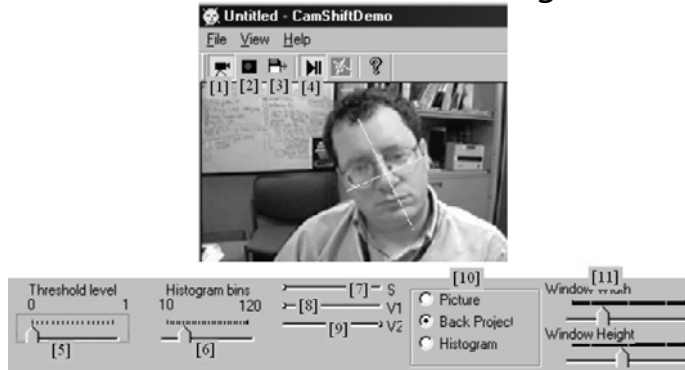 Untitled - CamShiftDemo
File View Help
[1] [2] [3] [4]
[10] [11]
Threshold level Histogram bins [7] S Window Width
0 1 10 120 [8] V1 Picture
[9] V2 Back Project
[5] [6] Histogram Window Height